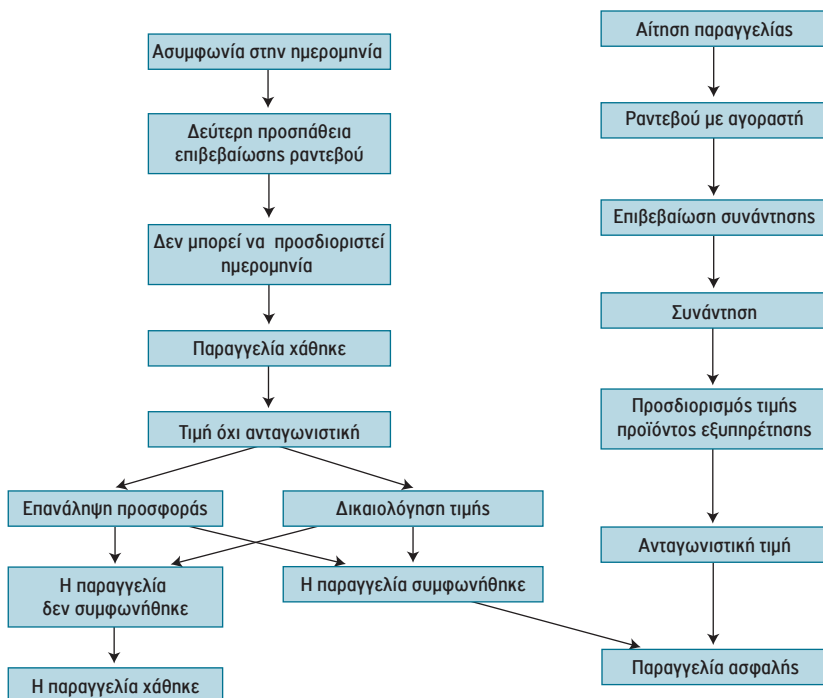 Ασυμφωνία στην ημερομηνία
Δεύτερη προσπάθεια
επιβεβαίωσης ραντεβού
Δεν μπορεί να προσδιοριστεί
ημερομηνία
Παραγγελία χάθηκε
Τιμή όχι ανταγωνιστική
Επανάληψη προσφοράς
Δικαιολόγηση τιμής
Η παραγγελία
δεν συμφωνήθηκε
Η παραγγελία συμφωνήθηκε
Η παραγγελία χάθηκε
Αίτηση παραγγελίας
Ραντεβού με αγοραστή
Επιβεβαίωση συνάντησης
Συνάντηση
Προσδιορισμός τιμής
προϊόντος εξυπηρέτησης
Ανταγωνιστική τιμή
Παραγγελία ασφαλής